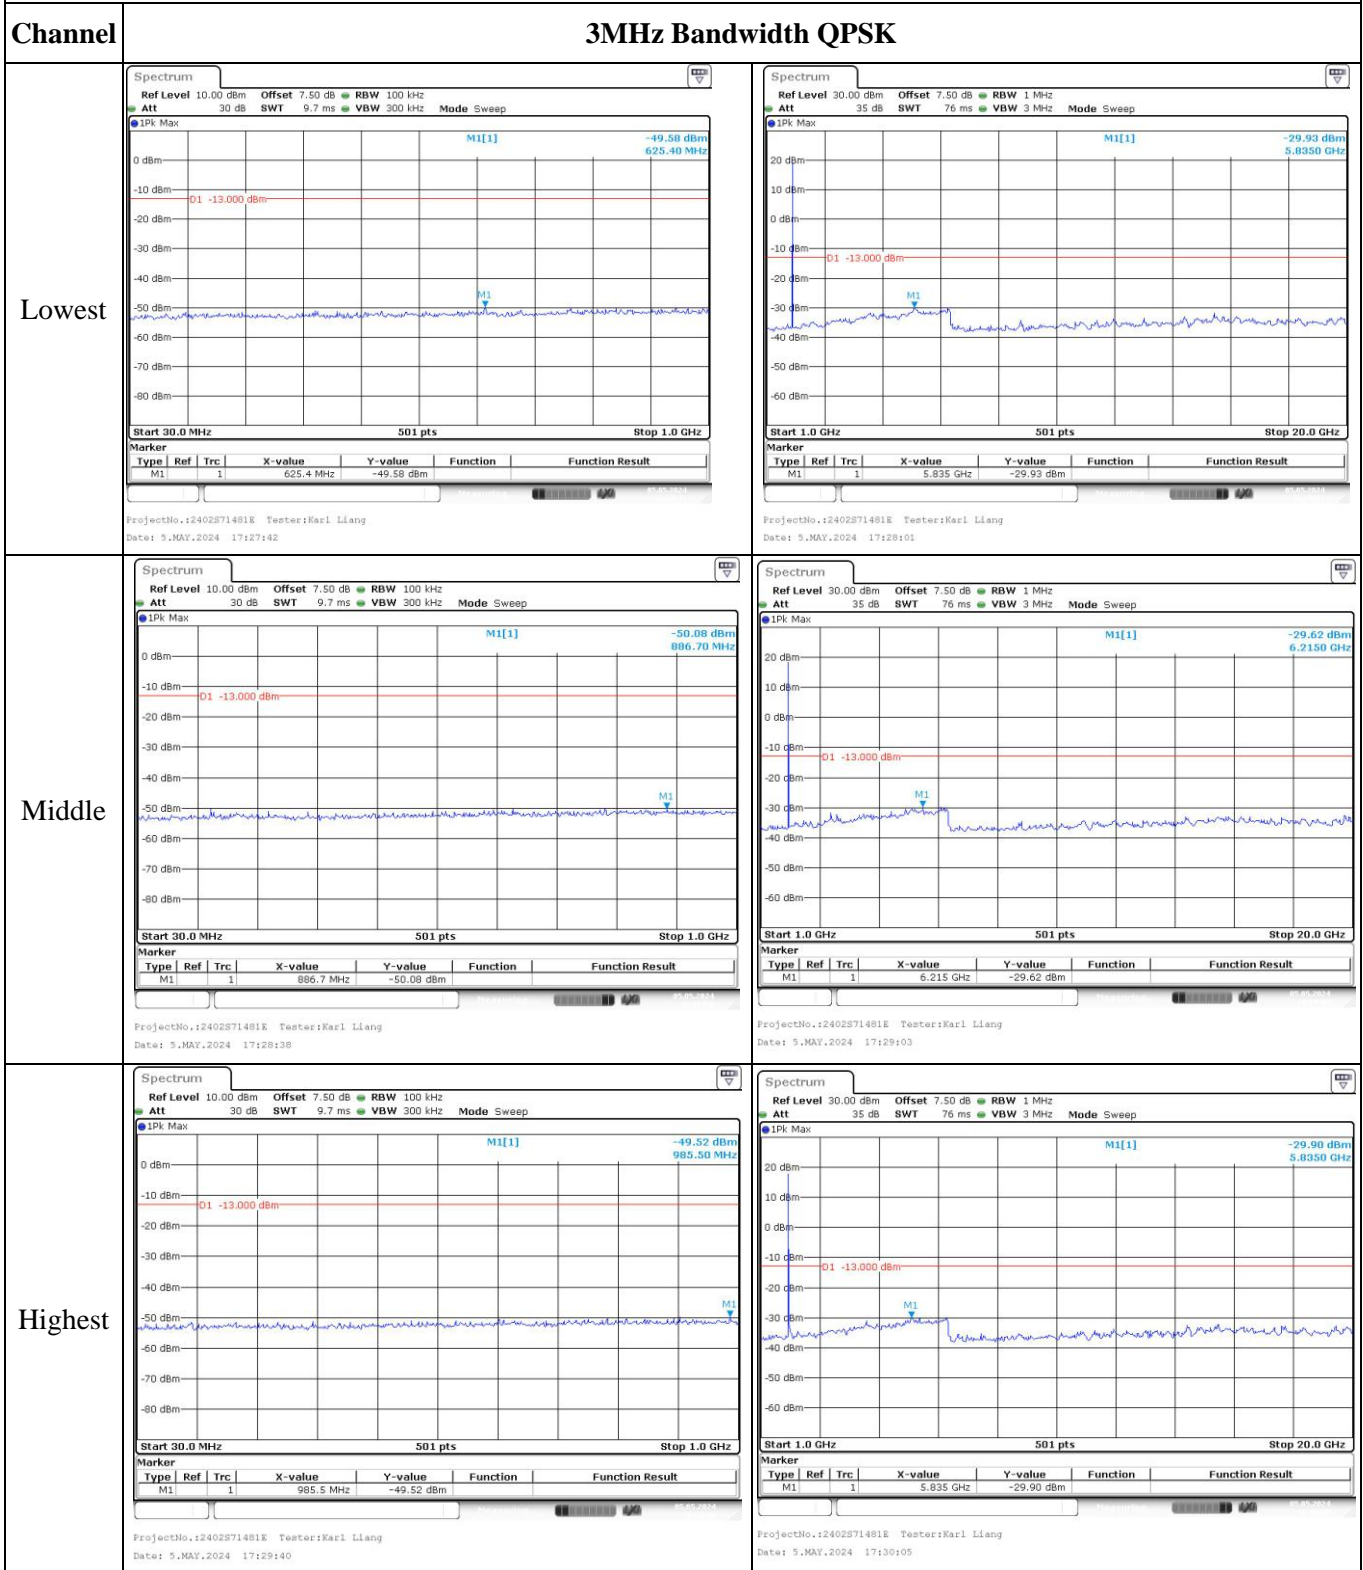 Channel
3MHz Bandwidth QPSK
Lowest
Spectrum
Ref Level 10.00 dBm Offset 7.50 dB RBW 100 kHz
Att 30 dB SWT 9.7 ms VBW 300 kHz Mode Sweep
1Pk Max
M1[1] -49.58 dBm
625.40 MHz
0 dBm
-10 dBm
D1 -13.000 dBm
-20 dBm
-30 dBm
-40 dBm
M1
-50 dBm
-60 dBm
-70 dBm
-80 dBm
Start 30.0 MHz 501 pts Stop 1.0 GHz
Marker
Type Ref Trc X-value Y-value Function Function Result
M1 1 625.4 MHz -49.58 dBm
ProjectNo.:2402S71481E Tester:Karl Liang
Date: 5.MAY.2024 17:27:42
Spectrum
Ref Level 30.00 dBm Offset 7.50 dB RBW 1 MHz
Att 35 dB SWT 76 ms VBW 3 MHz Mode Sweep
1Pk Max
M1[1] -29.93 dBm
5.8350 GHz
20 dBm
10 dBm
0 dBm
-10 dBm
D1 -13.000 dBm
-20 dBm
M1
-30 dBm
-40 dBm
-50 dBm
-60 dBm
Start 1.0 GHz 501 pts Stop 20.0 GHz
Marker
Type Ref Trc X-value Y-value Function Function Result
M1 1 5.835 GHz -29.93 dBm
ProjectNo.:2402S71481E Tester:Karl Liang
Date: 5.MAY.2024 17:28:01
Middle
Spectrum
Ref Level 10.00 dBm Offset 7.50 dB RBW 100 kHz
Att 30 dB SWT 9.7 ms VBW 300 kHz Mode Sweep
1Pk Max
M1[1] -50.08 dBm
886.70 MHz
0 dBm
-10 dBm
D1 -13.000 dBm
-20 dBm
-30 dBm
-40 dBm
M1
-50 dBm
-60 dBm
-70 dBm
-80 dBm
Start 30.0 MHz 501 pts Stop 1.0 GHz
Marker
Type Ref Trc X-value Y-value Function Function Result
M1 1 886.7 MHz -50.08 dBm
05.05.2024
ProjectNo.:2402S71481E Tester:Karl Liang
Date: 5.MAY.2024 17:28:38
Spectrum
Ref Level 30.00 dBm Offset 7.50 dB RBW 1 MHz
Att 35 dB SWT 76 ms VBW 3 MHz Mode Sweep
1Pk Max
M1[1] -29.62 dBm
6.2150 GHz
20 dBm
10 dBm
0 dBm
-10 dBm
D1 -13.000 dBm
-20 dBm
M1
-30 dBm
-40 dBm
-50 dBm
-60 dBm
Start 1.0 GHz 501 pts Stop 20.0 GHz
Marker
Type Ref Trc X-value Y-value Function Function Result
M1 1 6.215 GHz -29.62 dBm
ProjectNo.:2402S71481E Tester:Karl Liang
Date: 5.MAY.2024 17:29:03
Highest
Spectrum
Ref Level 10.00 dBm Offset 7.50 dB RBW 100 kHz
Att 30 dB SWT 9.7 ms VBW 300 kHz Mode Sweep
1Pk Max
M1[1] -49.52 dBm
985.50 MHz
0 dBm
-10 dBm
D1 -13.000 dBm
-20 dBm
-30 dBm
-40 dBm
M1
-50 dBm
-60 dBm
-70 dBm
-80 dBm
Start 30.0 MHz 501 pts Stop 1.0 GHz
Marker
Type Ref Trc X-value Y-value Function Function Result
M1 1 985.5 MHz -49.52 dBm
ProjectNo.:2402S71481E Tester:Karl Liang
Date: 5.MAY.2024 17:29:40
Spectrum
Ref Level 30.00 dBm Offset 7.50 dB RBW 1 MHz
Att 35 dB SWT 76 ms VBW 3 MHz Mode Sweep
1Pk Max
M1[1] -29.90 dBm
5.8350 GHz
20 dBm
10 dBm
0 dBm
-10 dBm
D1 -13.000 dBm
-20 dBm
M1
-30 dBm
-40 dBm
-50 dBm
-60 dBm
Start 1.0 GHz 501 pts Stop 20.0 GHz
Marker
Type Ref Trc X-value Y-value Function Function Result
M1 1 5.835 GHz -29.90 dBm
ProjectNo.:2402S71481E Tester:Karl Liang
Date: 5.MAY.2024 17:30:05